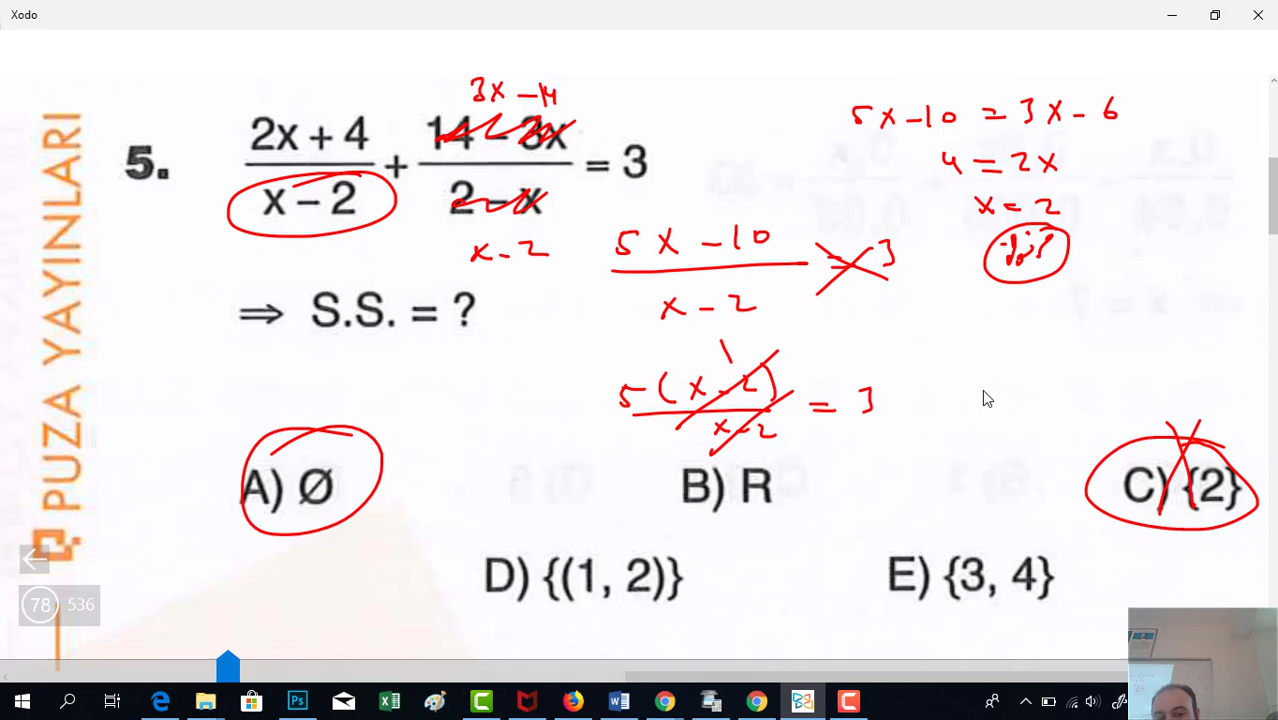 Xodo
PUZA YAYINLARI
3x - 14
5. 2x + 4 / x - 2 + 14 - 3x / 2 - x = 3
x - 2
⇒ S.S. = ?
5x - 10 / x - 2 = 3
1
5(x - 2) / x - 2 = 3
5x - 10 = 3x - 6
4 = 2x
x = 2
A) Ø
B) R
C) {2}
D) {(1, 2)}
E) {3, 4}
78 536